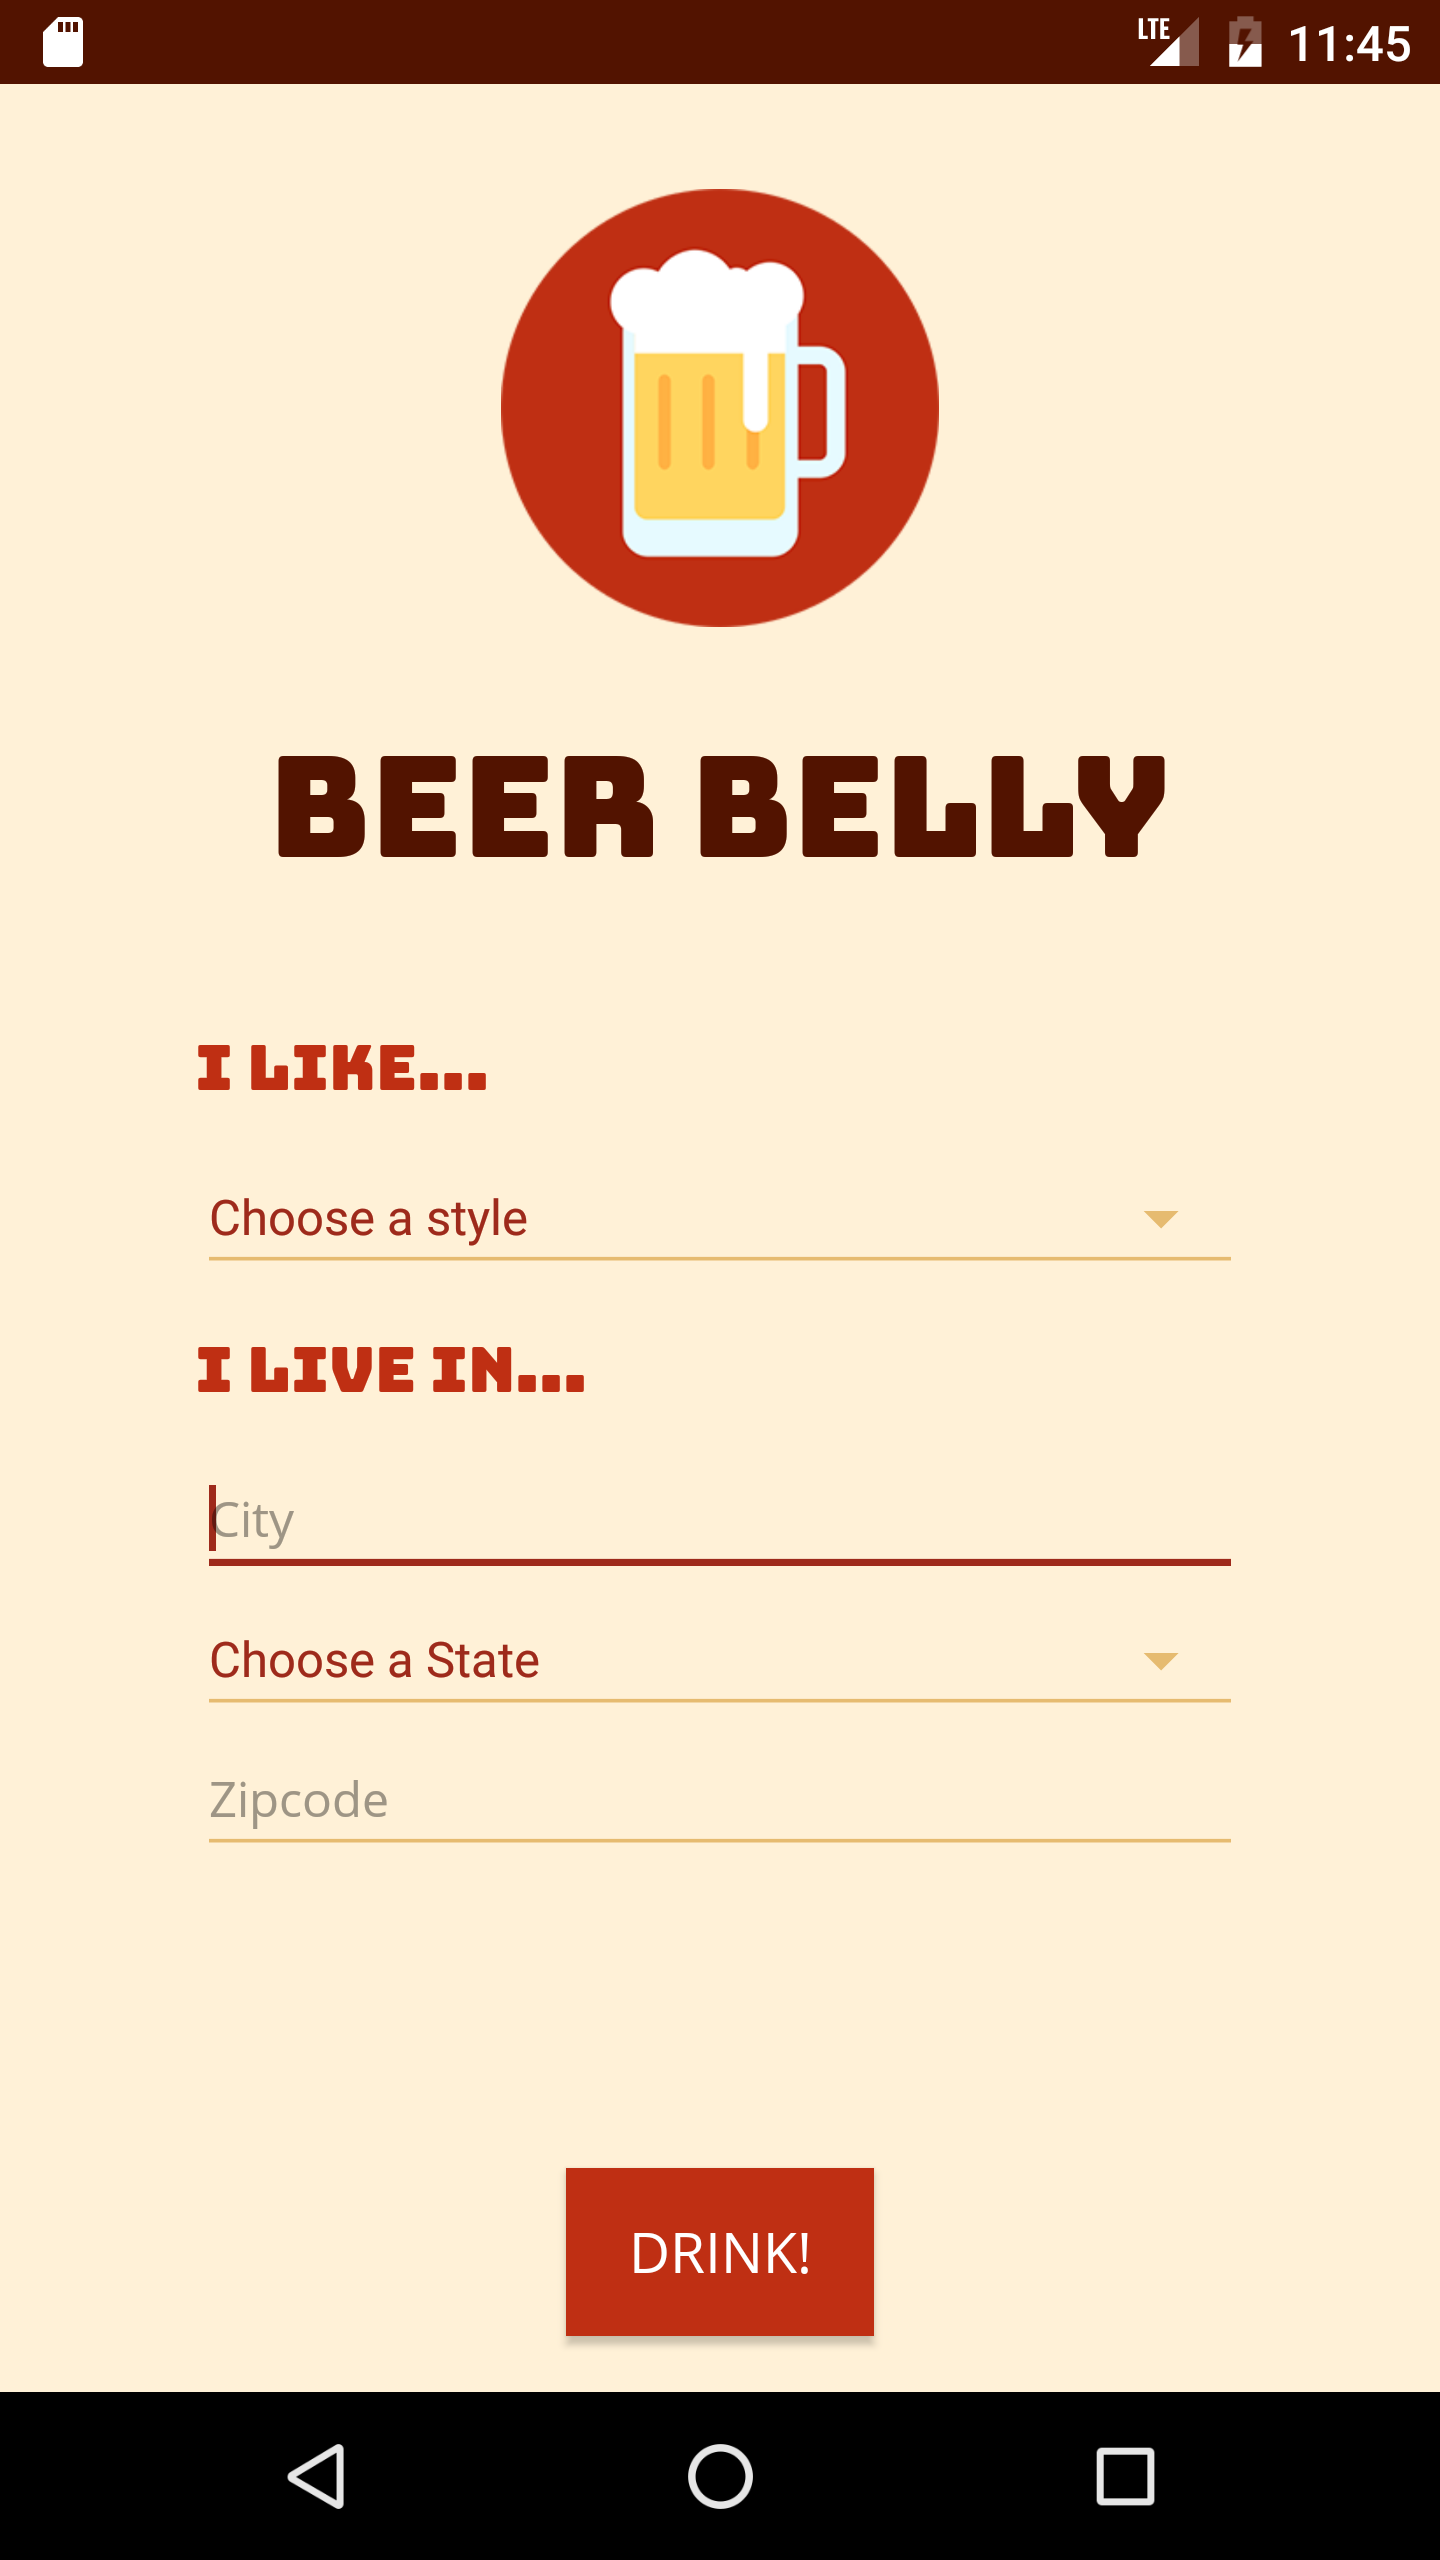 LTE 11:45
BEER BELLY
I LIKE...
Choose a style
I LIVE IN...
City
Choose a State
Zipcode
DRINK!